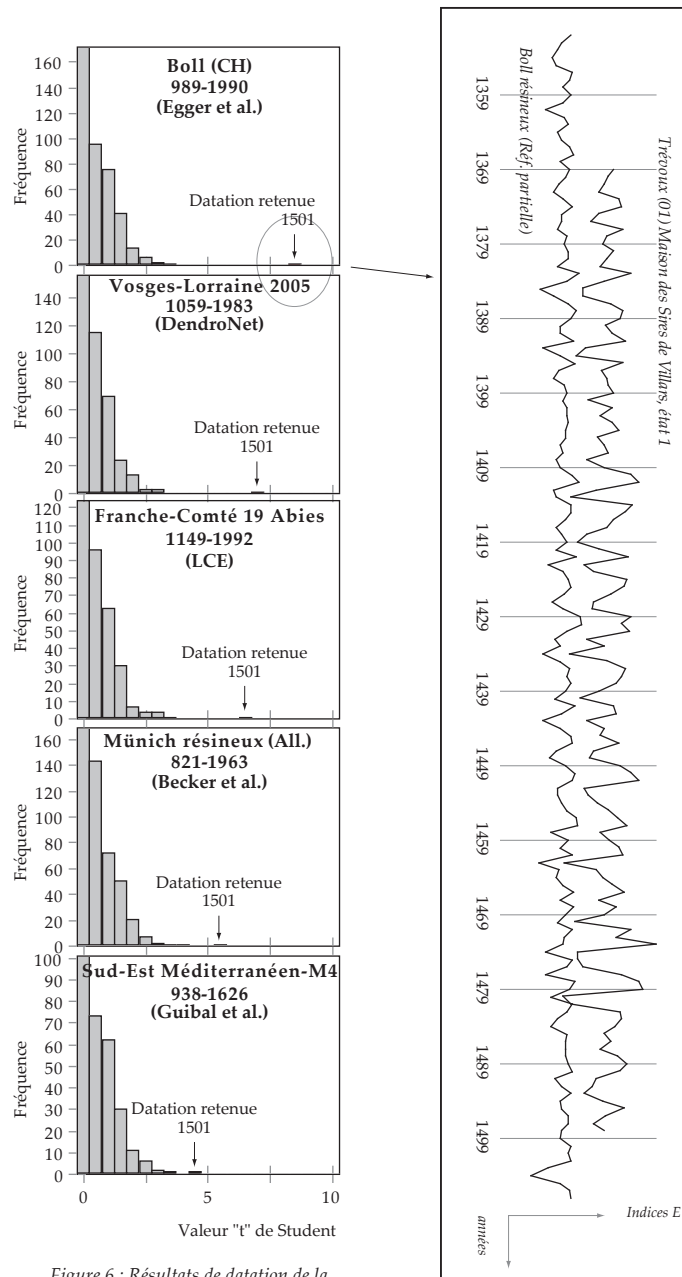 Fréquence
160
140
120
100
80
60
40
20
0
Boll (CH)
989-1990
(Egger et al.)
Datation retenue
1501
Fréquence
140
120
100
80
60
40
20
0
Vosges-Lorraine 2005
1059-1983
(DendroNet)
Datation retenue
1501
Fréquence
120
110
100
90
80
70
60
50
40
30
20
10
0
Franche-Comté 19 Abies
1149-1992
(LCE)
Datation retenue
1501
Fréquence
160
140
120
100
80
60
40
20
0
Münich résineux (All.)
821-1963
(Becker et al.)
Datation retenue
1501
Fréquence
100
90
80
70
60
50
40
30
20
10
0
Sud-Est Méditerranéen-M4
938-1626
(Guibal et al.)
Datation retenue
1501
0 5 10
Valeur "t" de Student
Figure 6 : Résultats de datation de la
Boll résineux (Réf. partielle)
Trévoux (01) Maison des Sires de Villars, état 1
1359
1369
1379
1389
1399
1409
1419
1429
1439
1449
1459
1469
1479
1489
1499
Indices E
années